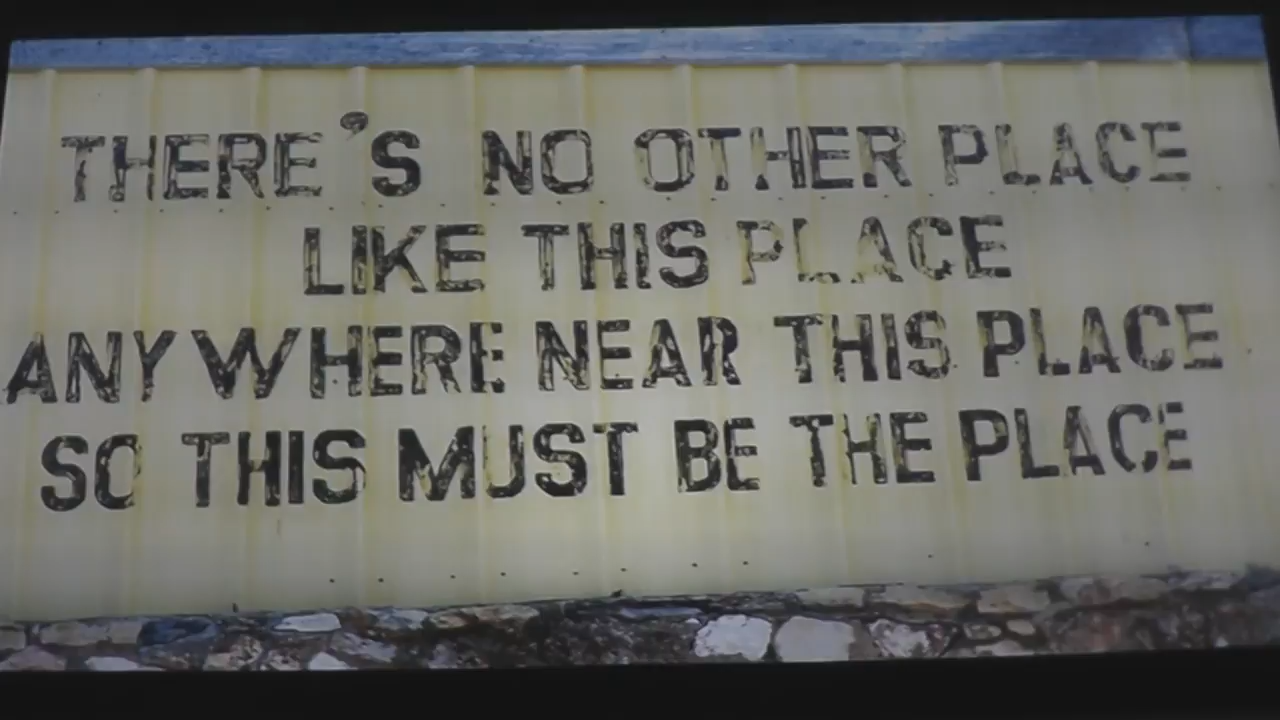 THERE'S NO OTHER PLACE
LIKE THIS PLACE
ANYWHERE NEAR THIS PLACE
SO THIS MUST BE THE PLACE